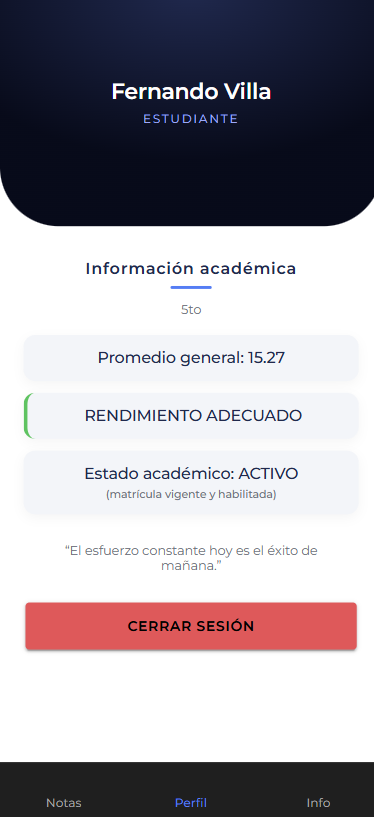 Fernando Villa
ESTUDIANTE
Información académica
5to
Promedio general: 15.27
RENDIMIENTO ADECUADO
Estado académico: ACTIVO
(matrícula vigente y habilitada)
“El esfuerzo constante hoy es el éxito de
mañana.”
CERRAR SESIÓN
Notas
Perfil
Info